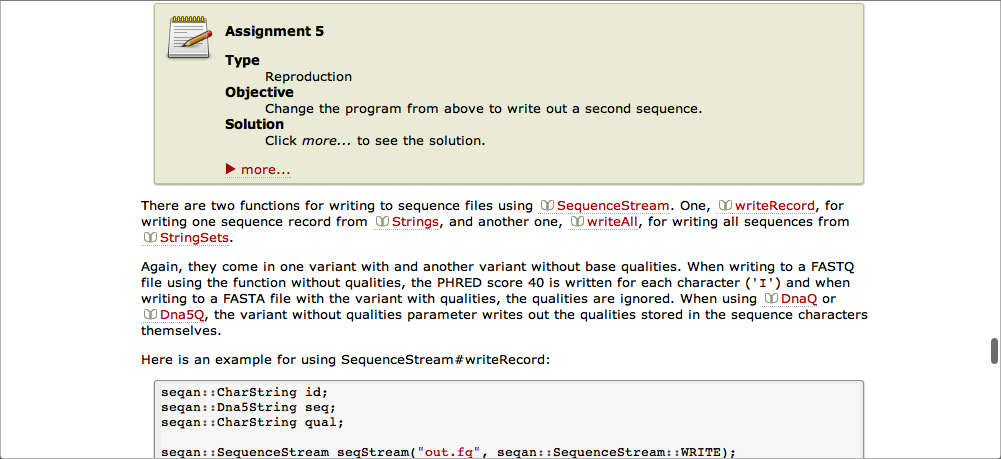 Assignment 5
Type
Reproduction
Objective
Change the program from above to write out a second sequence.
Solution
Click more... to see the solution.
more...
There are two functions for writing to sequence files using SequenceStream. One, writeRecord, for
writing one sequence record from Strings, and another one, writeAll, for writing all sequences from
StringSets.
Again, they come in one variant with and another variant without base qualities. When writing to a FASTQ
file using the function without qualities, the PHRED score 40 is written for each character ('I') and when
writing to a FASTA file with the variant with qualities, the qualities are ignored. When using DnaQ or
Dna5Q, the variant without qualities parameter writes out the qualities stored in the sequence characters
themselves.
Here is an example for using SequenceStream#writeRecord:
seqan::CharString id;
seqan::Dna5String seq;
seqan::CharString qual;
seqan::SequenceStream seqStream("out.fq", seqan::SequenceStream::WRITE);